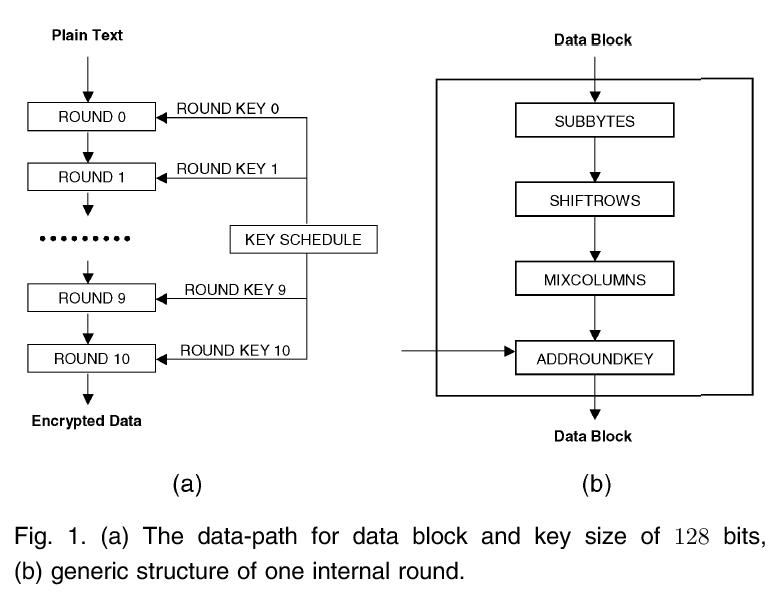 Plain Text
ROUND 0
ROUND KEY 0
ROUND 1
ROUND KEY 1
KEY SCHEDULE
ROUND 9
ROUND KEY 9
ROUND 10
ROUND KEY 10
Encrypted Data
(a)
Data Block
SUBBYTES
SHIFTROWS
MIXCOLUMNS
ADDROUNDKEY
Data Block
(b)
Fig. 1. (a) The data-path for data block and key size of 128 bits,
(b) generic structure of one internal round.